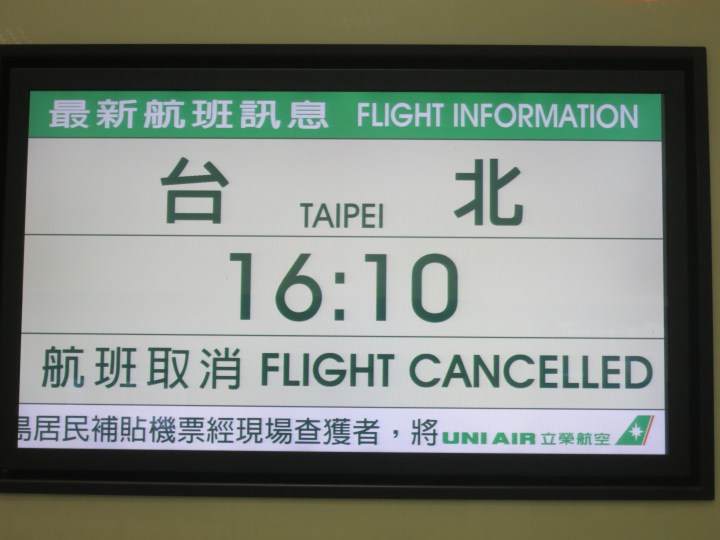 最新航班訊息 FLIGHT INFORMATION
台 TAIPEI 北
16:10
航班取消 FLIGHT CANCELLED
島居民補貼機票經現場查獲者，將 UNI AIR 立榮航空